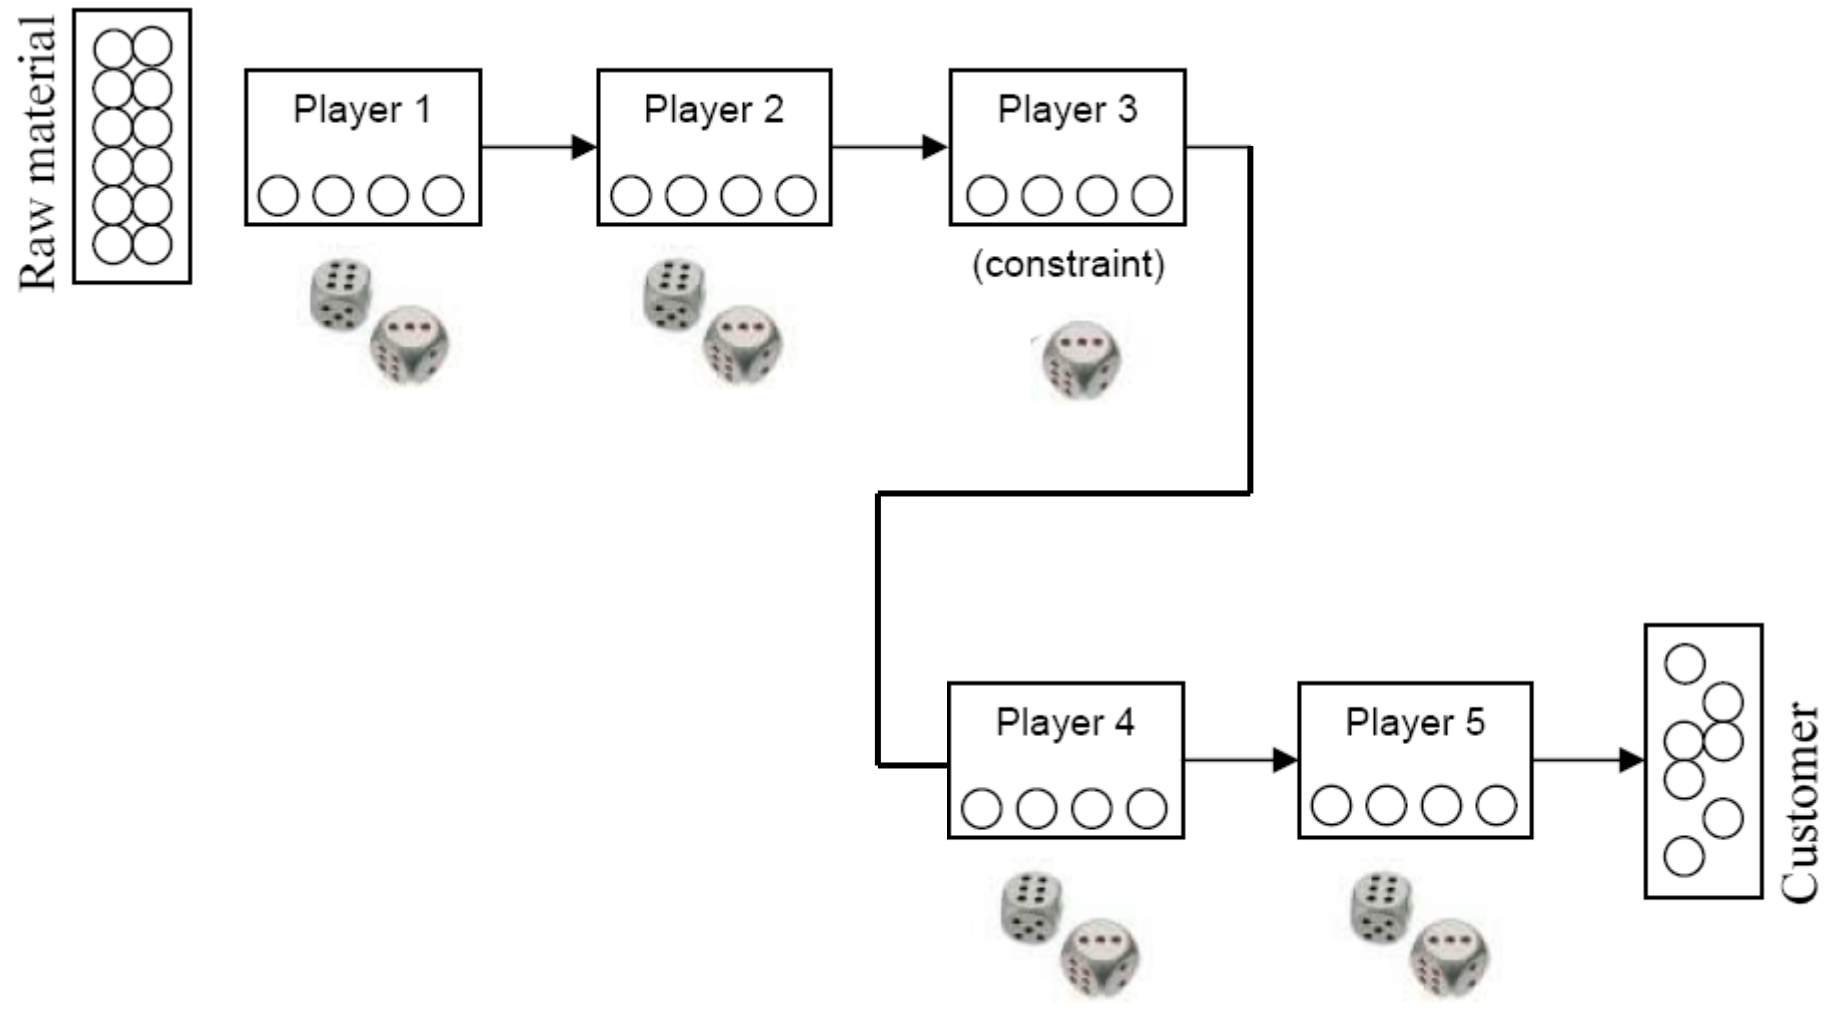 Raw material
Player 1
Player 2
Player 3
(constraint)
Player 4
Player 5
Customer